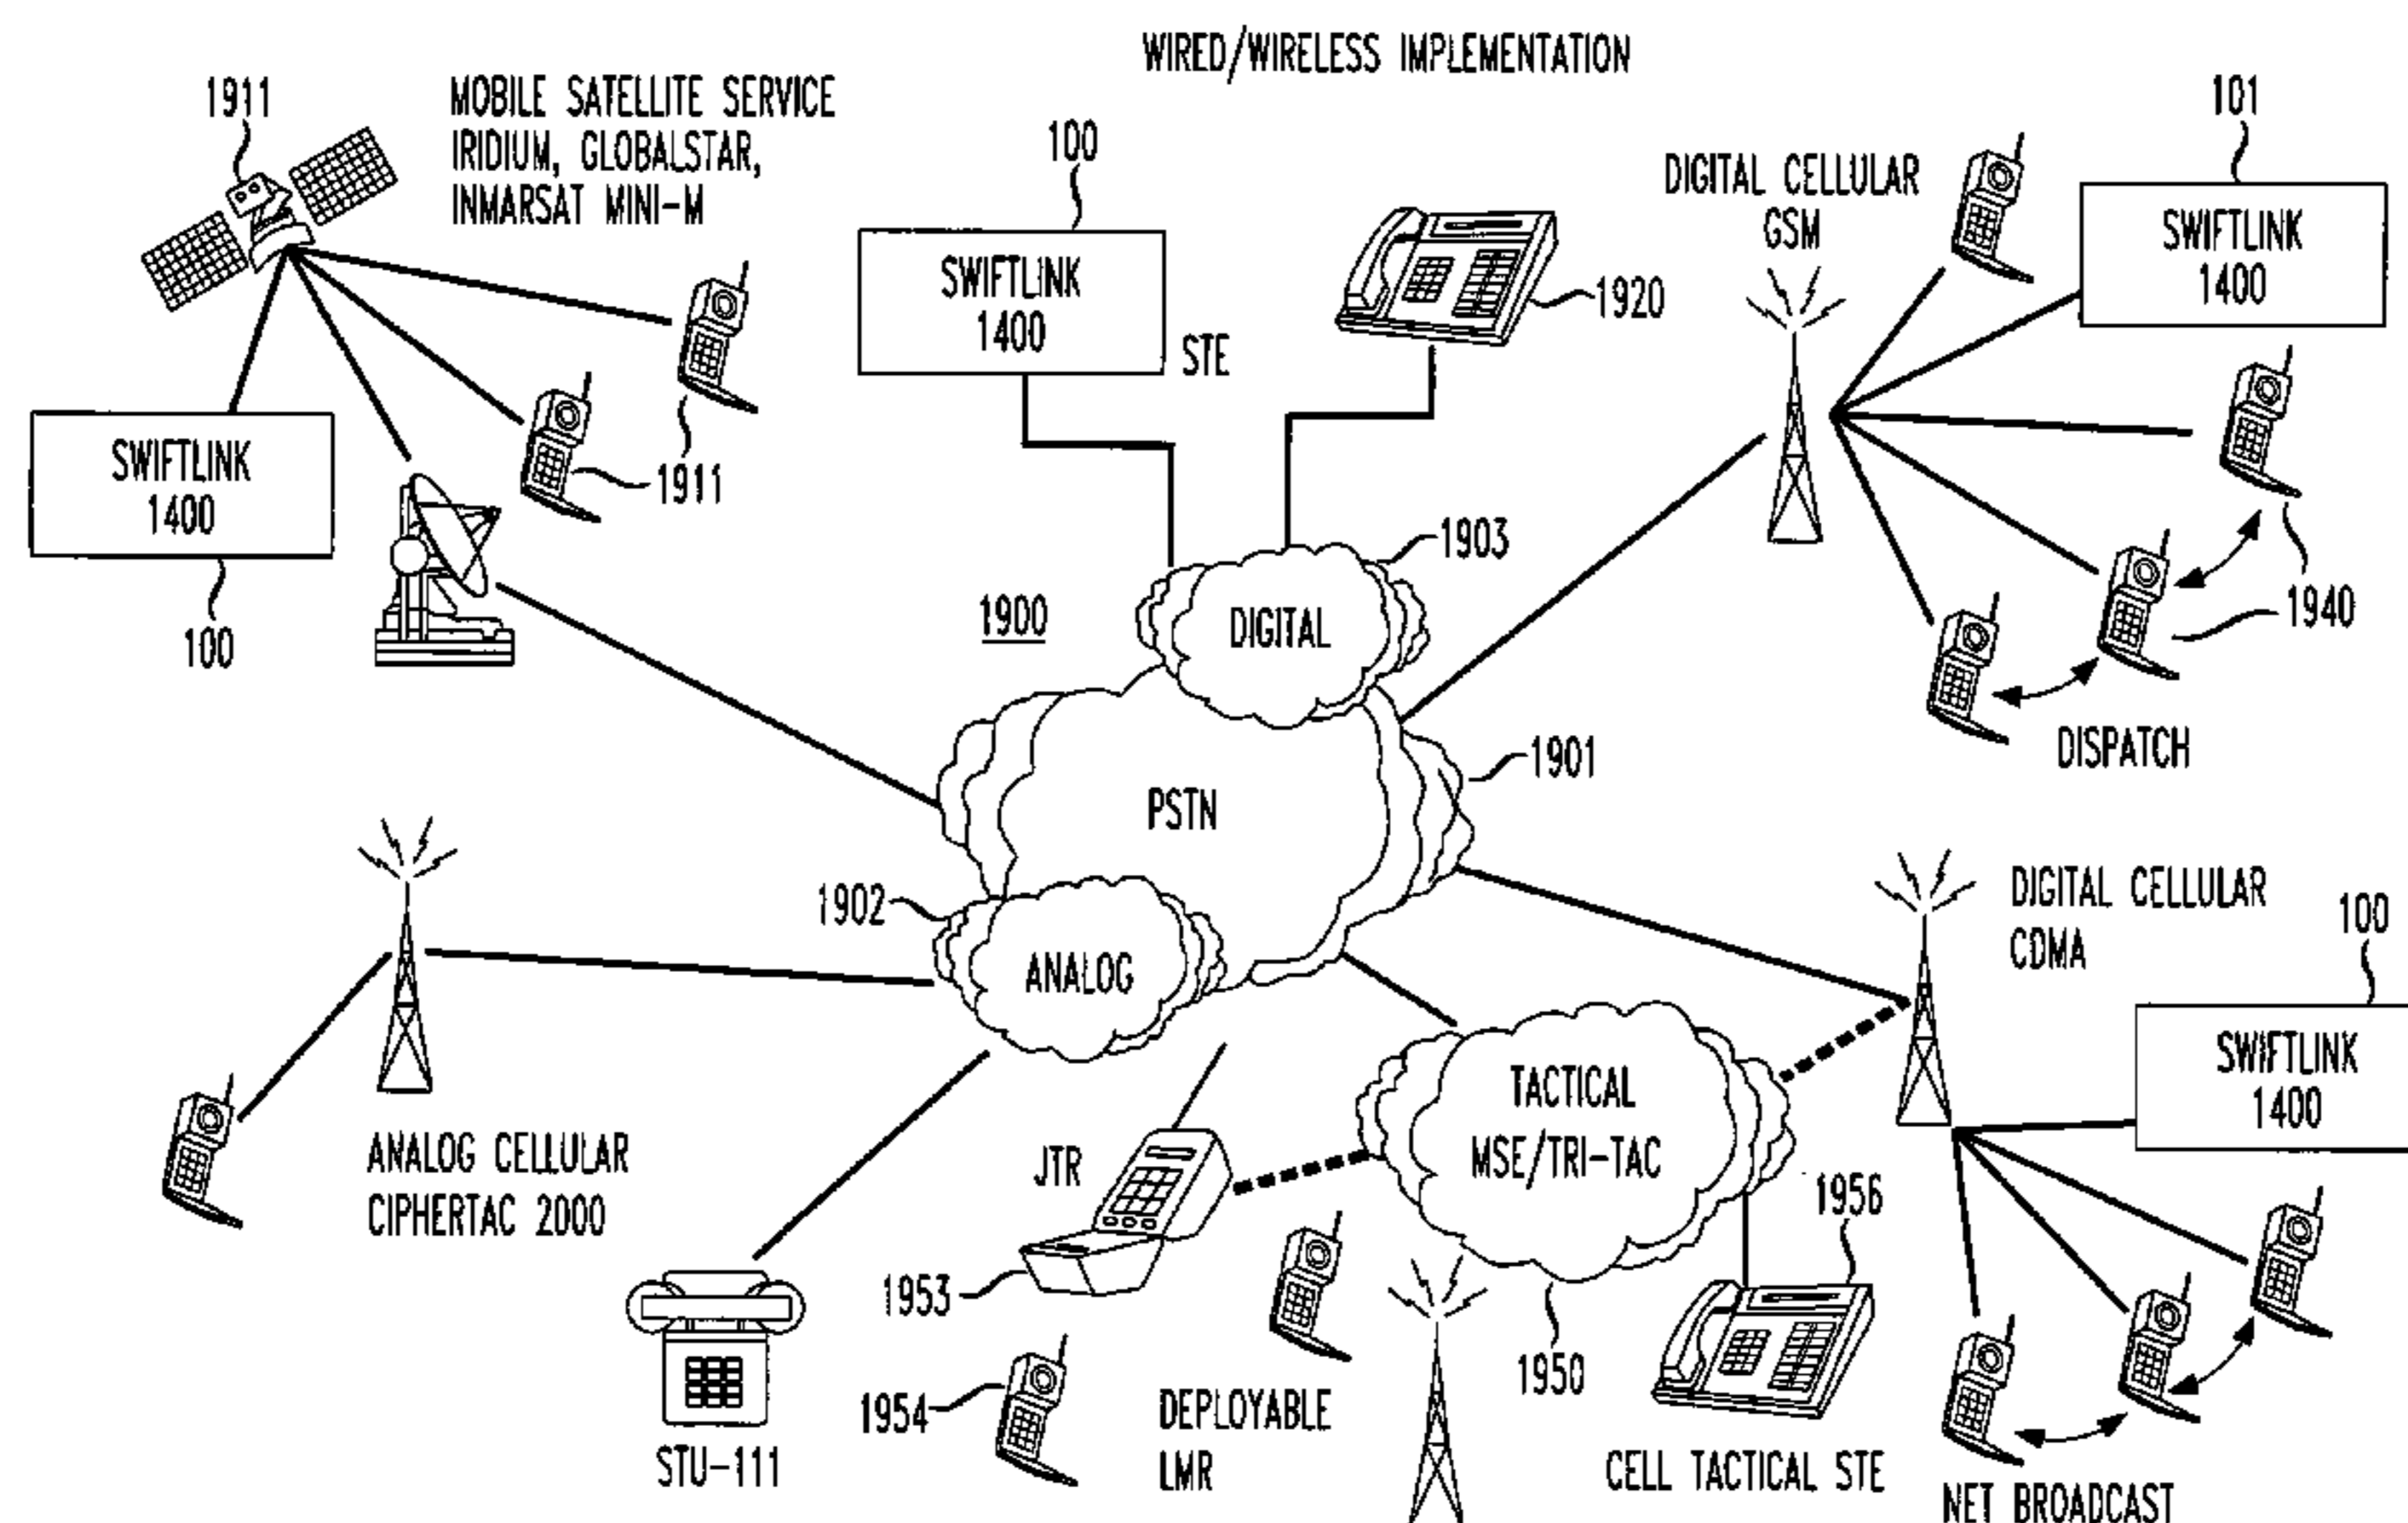 WIRED/WIRELESS IMPLEMENTATION
1911
MOBILE SATELLITE SERVICE
IRIDIUM, GLOBALSTAR,
INMARSAT MINI-M
100
SWIFTLINK
1400
STE
1920
DIGITAL CELLULAR
GSM
101
SWIFTLINK
1400
SWIFTLINK
1400
100
1911
1903
DIGITAL
1900
1940
DISPATCH
1901
PSTN
1902
ANALOG
DIGITAL CELLULAR
CDMA
100
SWIFTLINK
1400
ANALOG CELLULAR
CIPHERTAC 2000
JTR
TACTICAL
MSE/TRI-TAC
1956
1953
1950
1954
DEPLOYABLE
LMR
STU-111
CELL TACTICAL STE
NET BROADCAST